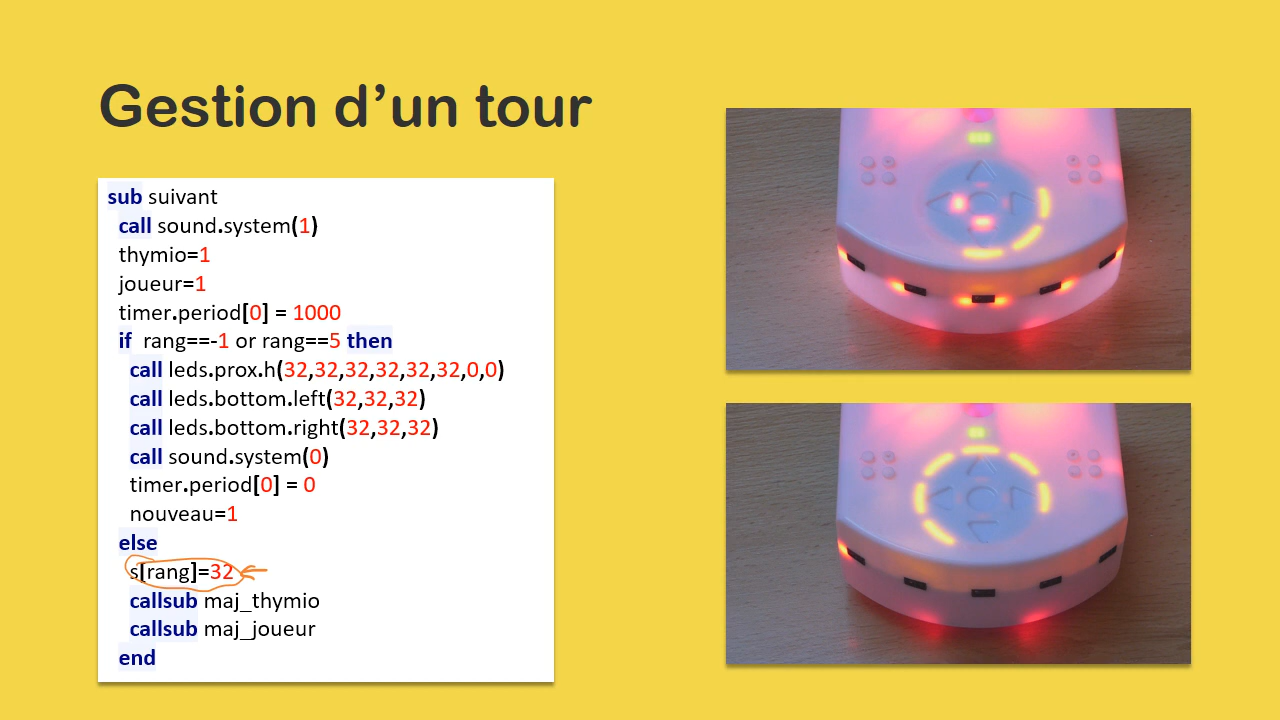 Gestion d’un tour
sub suivant
call sound.system(1)
thymio=1
joueur=1
timer.period[0] = 1000
if rang==-1 or rang==5 then
call leds.prox.h(32,32,32,32,32,32,0,0)
call leds.bottom.left(32,32,32)
call leds.bottom.right(32,32,32)
call sound.system(0)
timer.period[0] = 0
nouveau=1
else
s[rang]=32
callsub maj_thymio
callsub maj_joueur
end